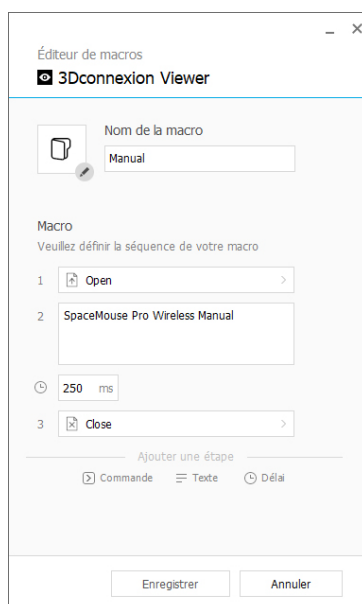 Éditeur de macros
3Dconnexion Viewer
Nom de la macro
Manual
Macro
Veuillez définir la séquence de votre macro
1 Open
2 SpaceMouse Pro Wireless Manual
250 ms
3 Close
Ajouter une étape
Commande Texte Délai
Enregistrer Annuler